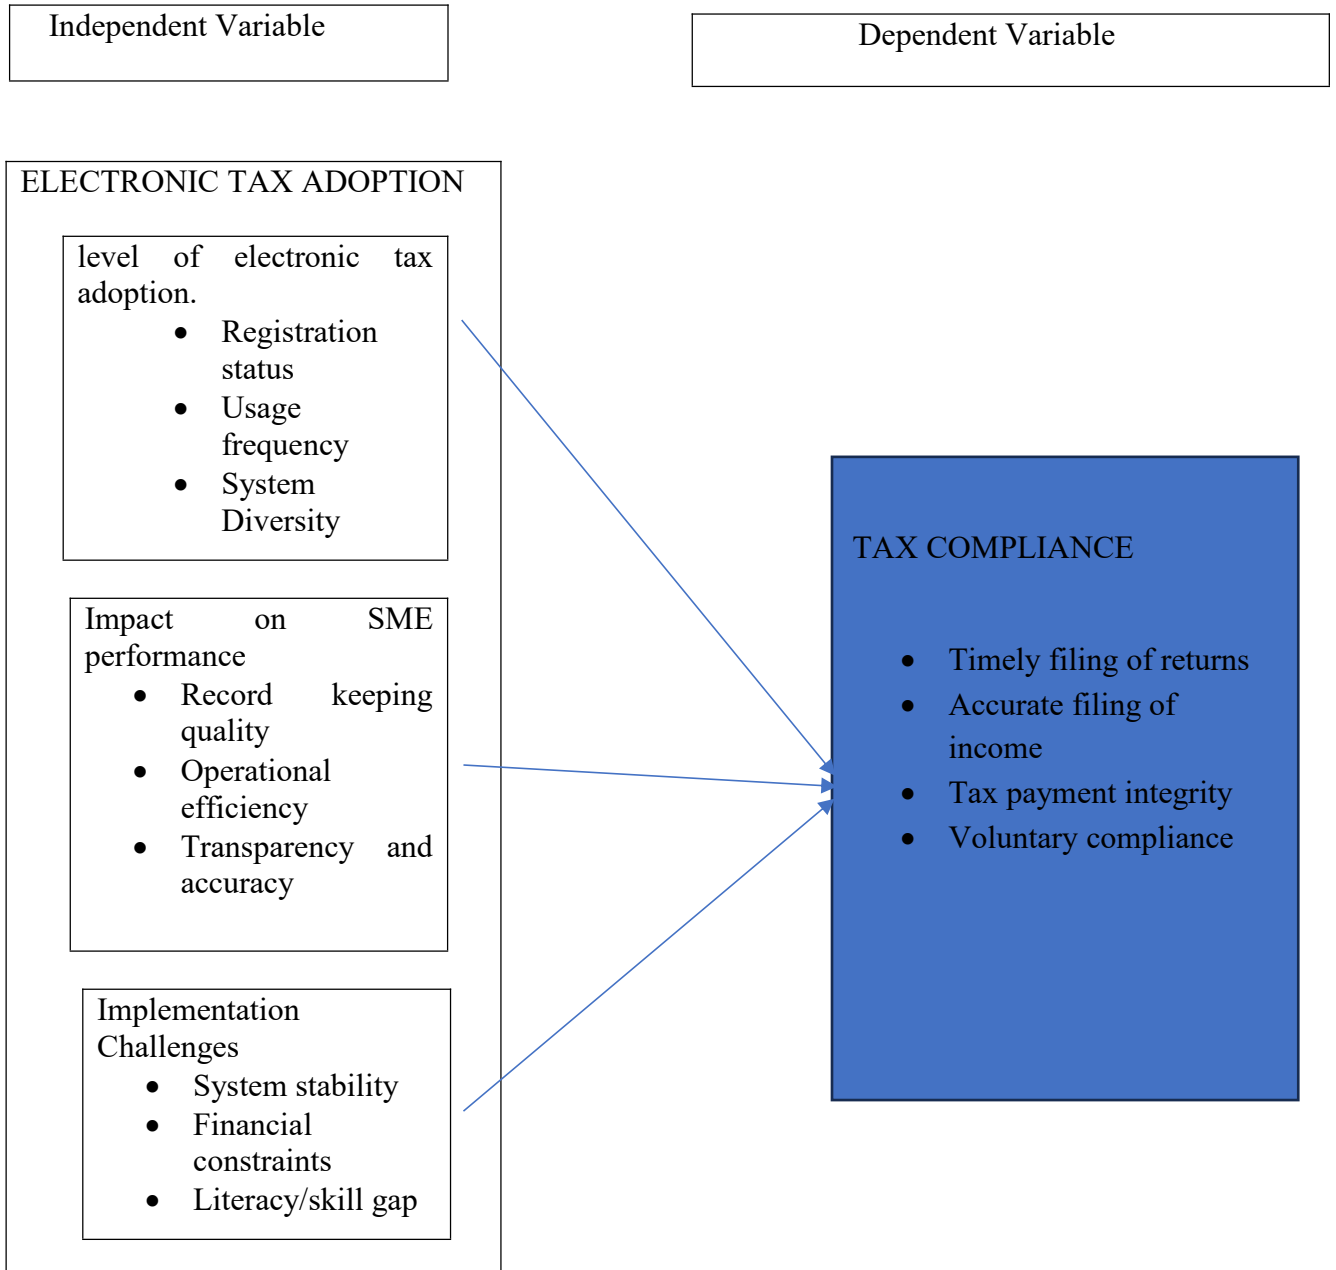 Independent Variable
Dependent Variable
ELECTRONIC TAX ADOPTION
level of electronic tax
adoption.
• Registration
status
• Usage
frequency
• System
Diversity
Impact on SME
performance
• Record keeping
quality
• Operational
efficiency
• Transparency and
accuracy
Implementation
Challenges
• System stability
• Financial
constraints
• Literacy/skill gap
TAX COMPLIANCE
• Timely filing of returns
• Accurate filing of
income
• Tax payment integrity
• Voluntary compliance